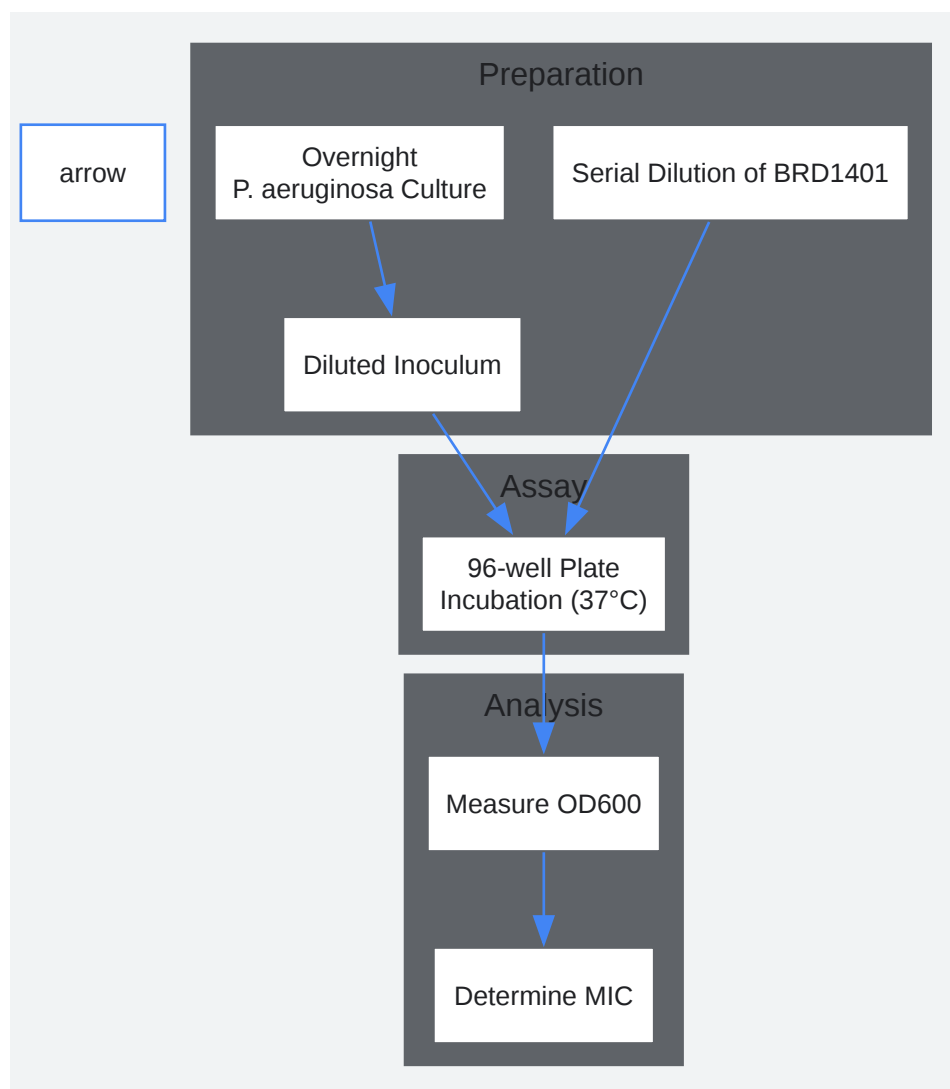 Preparation
arrow
Overnight
P. aeruginosa Culture
Serial Dilution of BRD1401
Diluted Inoculum
Assay
96-well Plate
Incubation (37°C)
Analysis
Measure OD600
Determine MIC